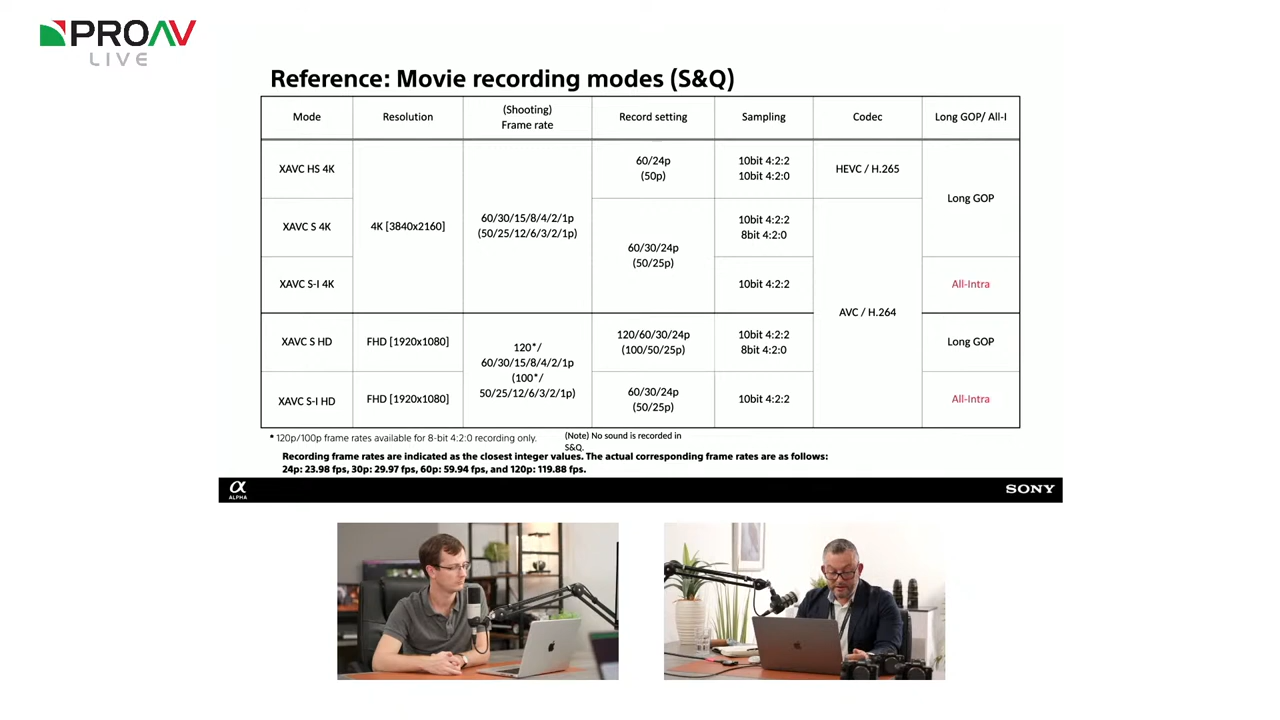 PROAV
LIVE
Reference: Movie recording modes (S&Q)
Mode
Resolution
(Shooting)
Frame rate
Record setting
Sampling
Codec
Long GOP/ All-I
XAVC HS 4K
4K [3840x2160]
60/30/15/8/4/2/1p
(50/25/12/6/3/2/1p)
60/24p
(50p)
10bit 4:2:2
10bit 4:2:0
HEVC / H.265
Long GOP
XAVC S 4K
60/30/24p
(50/25p)
10bit 4:2:2
8bit 4:2:0
AVC / H.264
XAVC S-I 4K
10bit 4:2:2
All-Intra
XAVC S HD
FHD [1920x1080]
120*/
60/30/15/8/4/2/1p
(100*/
50/25/12/6/3/2/1p)
120/60/30/24p
(100/50/25p)
10bit 4:2:2
8bit 4:2:0
Long GOP
XAVC S-I HD
FHD [1920x1080]
60/30/24p
(50/25p)
10bit 4:2:2
All-Intra
* 120p/100p frame rates available for 8-bit 4:2:0 recording only.
(Note) No sound is recorded in
S&Q.
Recording frame rates are indicated as the closest integer values. The actual corresponding frame rates are as follows:
24p: 23.98 fps, 30p: 29.97 fps, 60p: 59.94 fps, and 120p: 119.88 fps.
α
ALPHA
SONY